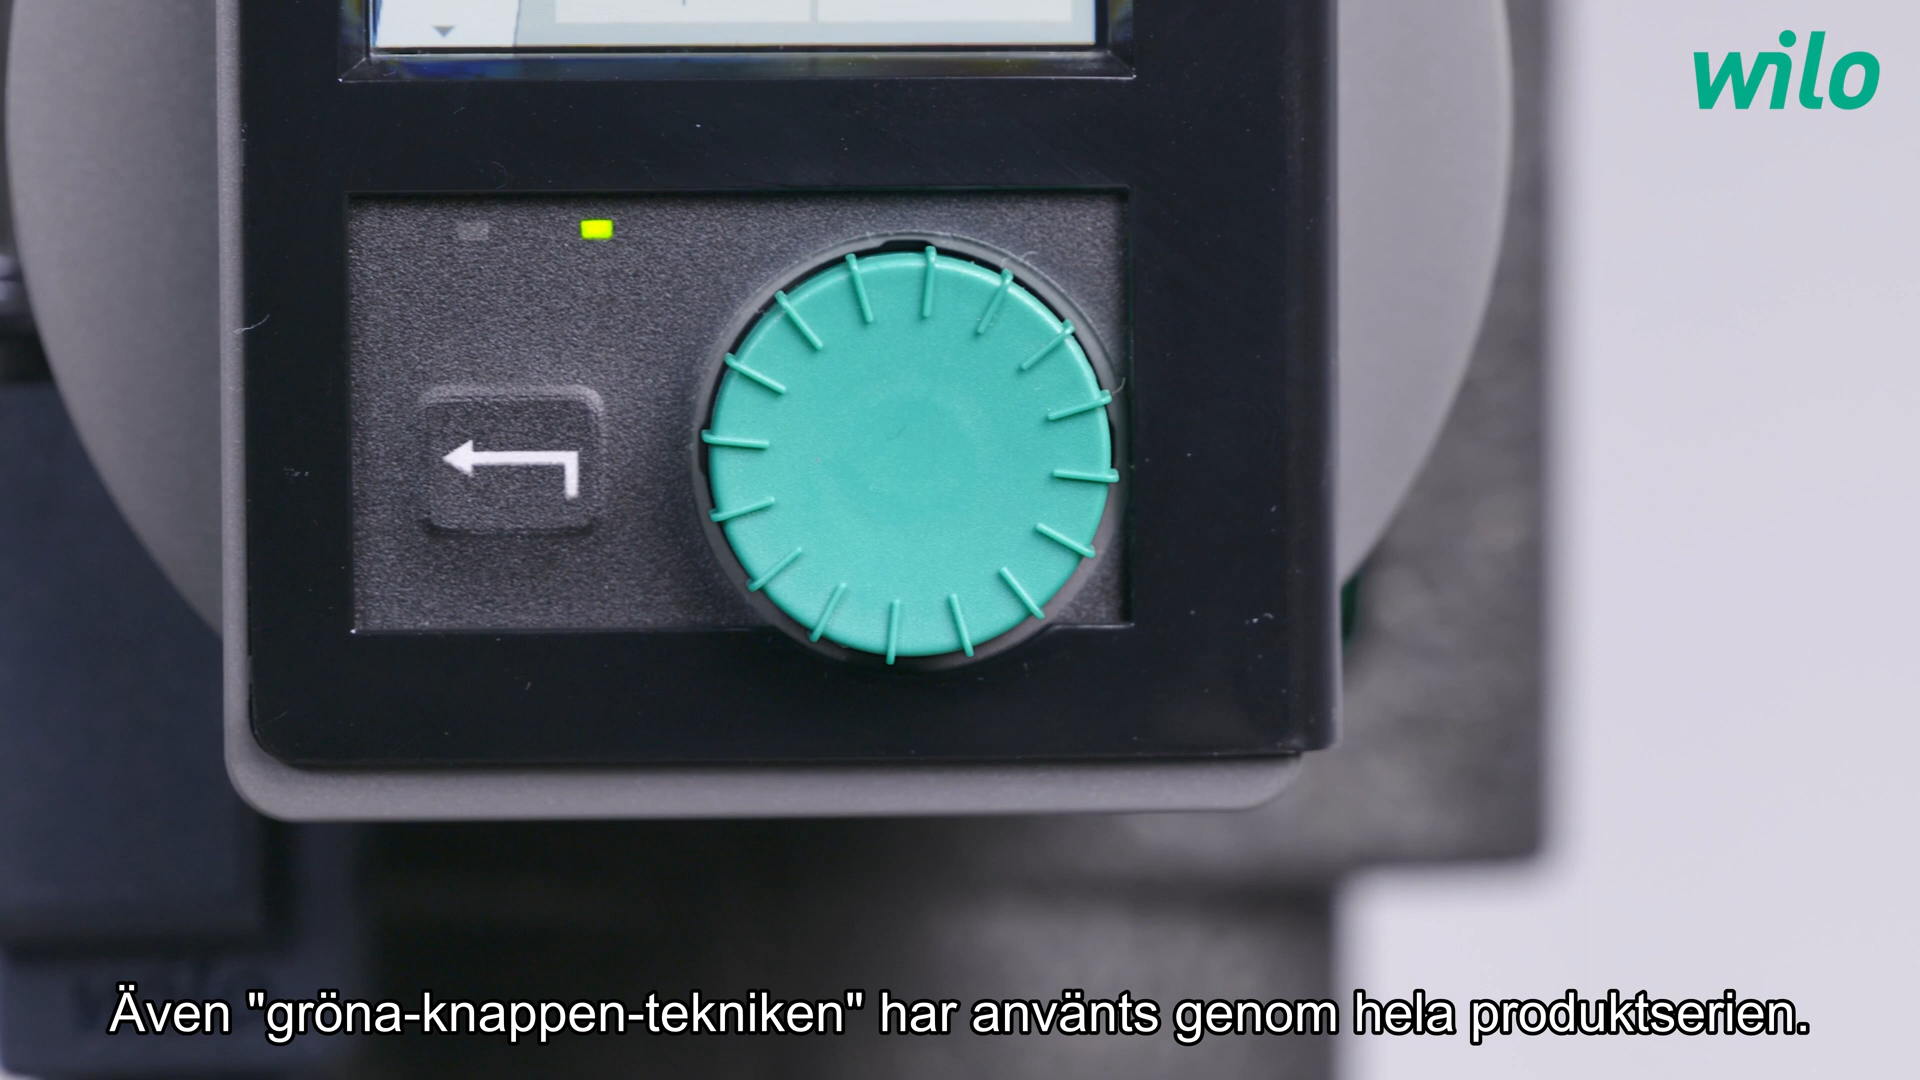 wilo
Även "gröna-knappen-tekniken" har använts genom hela produktserien.